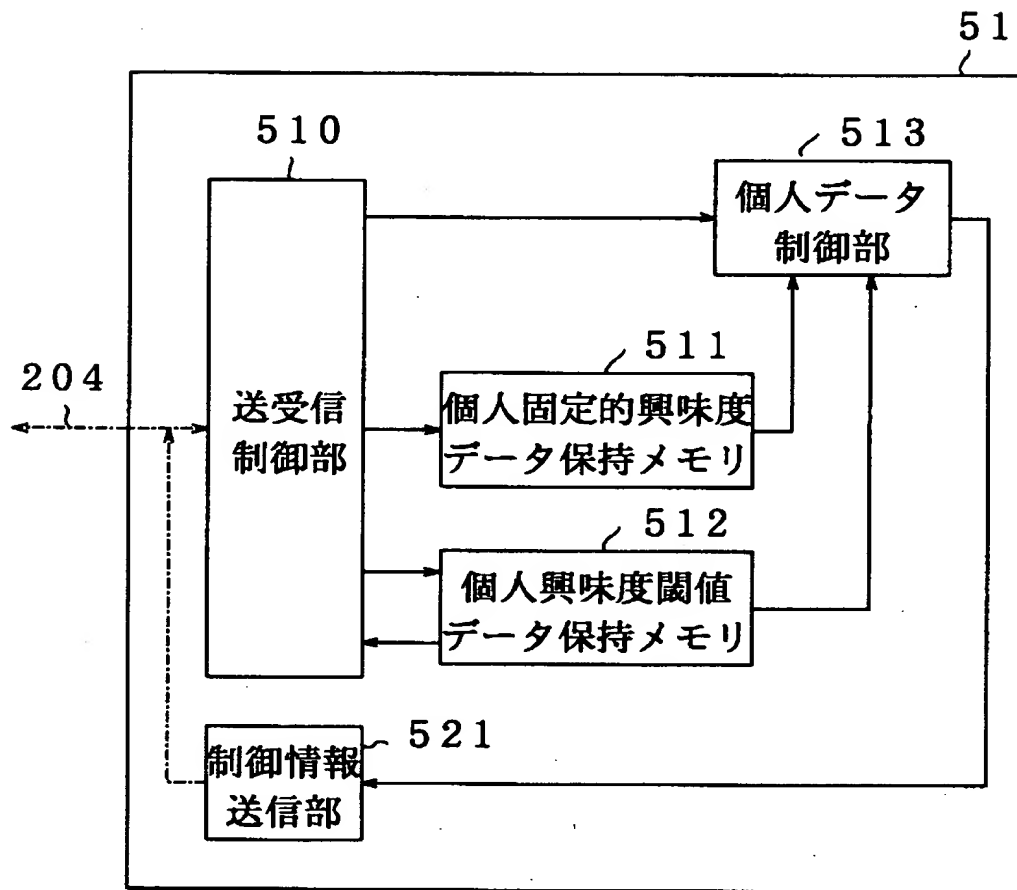 51
510
513
個人データ
制御部
511
204
送受信
制御部
個人固定的興味度
データ保持メモリ
512
個人興味度閾値
データ保持メモリ
521
制御情報
送信部